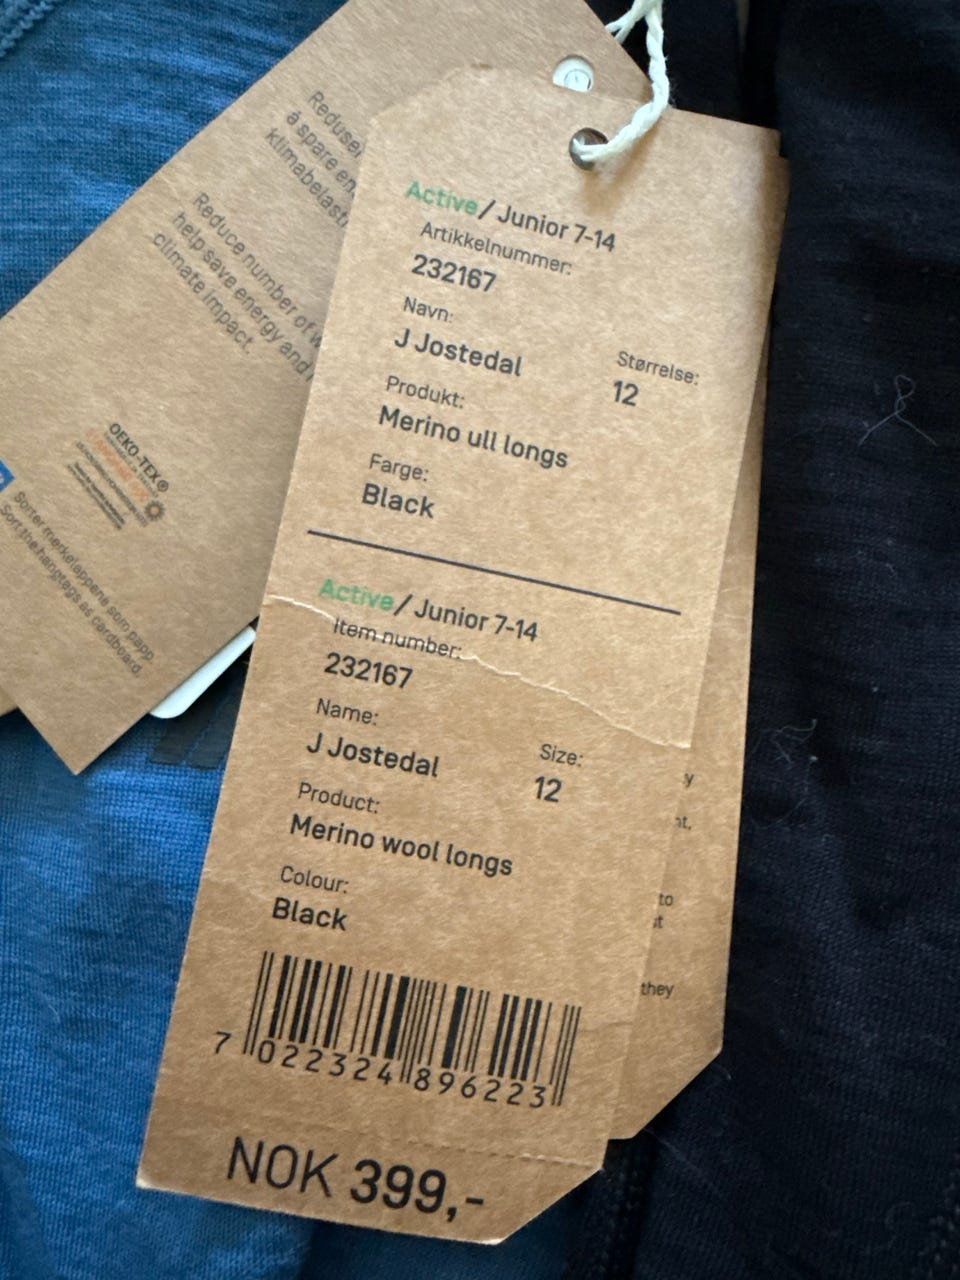 Reduser
å spare en
klimabelastn
Reduce number of w
help save energy and r
climate impact.
OEKO-TEX®
Sorter merkelappene som papp.
Sort the hangtags as cardboard.
Active/Junior 7-14
Artikkelnummer:
232167
Navn:
J Jostedal
Størrelse:
12
Produkt:
Merino ull longs
Farge:
Black
Active/Junior 7-14
Item number:
232167
Name:
J Jostedal
Size:
12
Product:
Merino wool longs
Colour:
Black
7 022324 896223
NOK 399,-
to
they